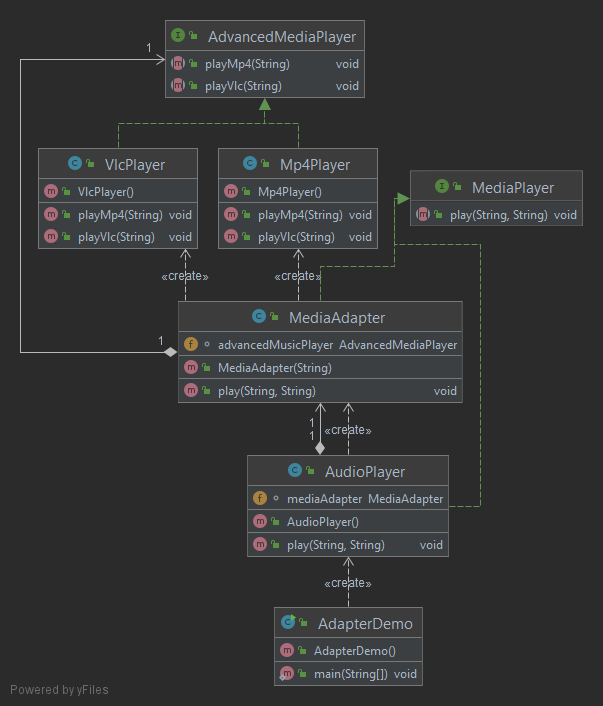 AdvancedMediaPlayer
playMp4(String) void
playVlc(String) void
1
VlcPlayer
VlcPlayer()
playMp4(String) void
playVlc(String) void
Mp4Player
Mp4Player()
playMp4(String) void
playVlc(String) void
MediaPlayer
play(String, String) void
«create»
«create»
MediaAdapter
advancedMusicPlayer AdvancedMediaPlayer
MediaAdapter(String)
play(String, String) void
1
1
1
«create»
AudioPlayer
mediaAdapter MediaAdapter
AudioPlayer()
play(String, String) void
«create»
AdapterDemo
AdapterDemo()
main(String[]) void
Powered by yFiles